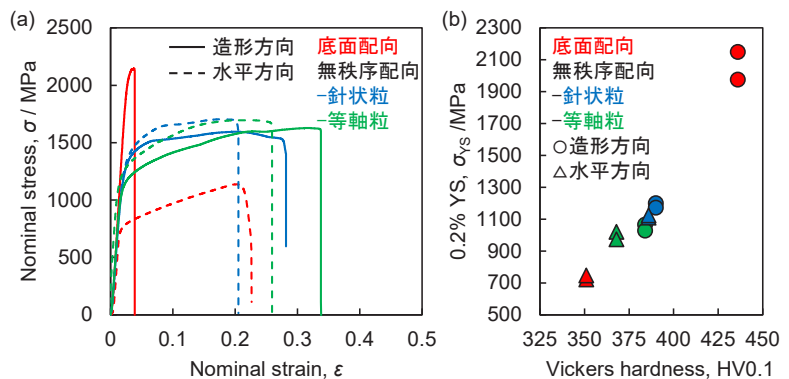 (a)
2500
2000
1500
1000
500
0
Nominal stress, σ / MPa
造形方向
水平方向
底面配向
無秩序配向
-針状粒
-等軸粒
0 0.1 0.2 0.3 0.4 0.5
Nominal strain, ε
(b)
2300
2100
1900
1700
1500
1300
1100
900
700
500
0.2% YS, σYS /MPa
底面配向
無秩序配向
-針状粒
-等軸粒
○造形方向
△水平方向
325 350 375 400 425 450
Vickers hardness, HV0.1